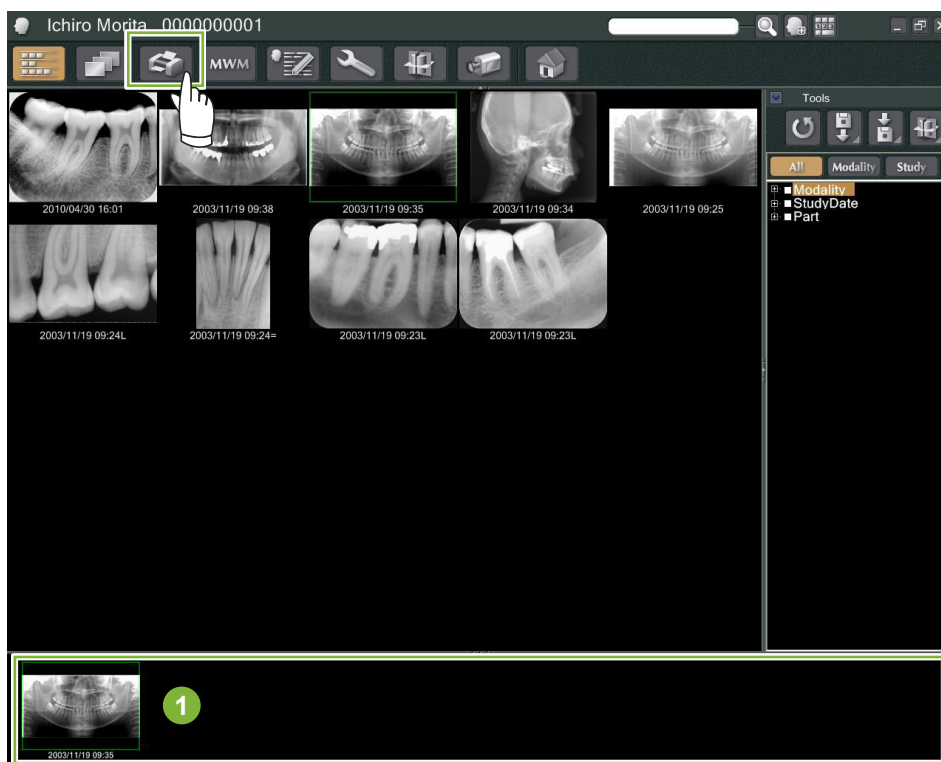 Ichiro Morita 0000000001
MWM
Tools
All Modality Study
Modality
StudyDate
Part
2010/04/30 16:01
2003/11/19 09:38
2003/11/19 09:35
2003/11/19 09:34
2003/11/19 09:25
2003/11/19 09:24L
2003/11/19 09:24=
2003/11/19 09:23L
2003/11/19 09:23L
1
2003/11/19 09:35